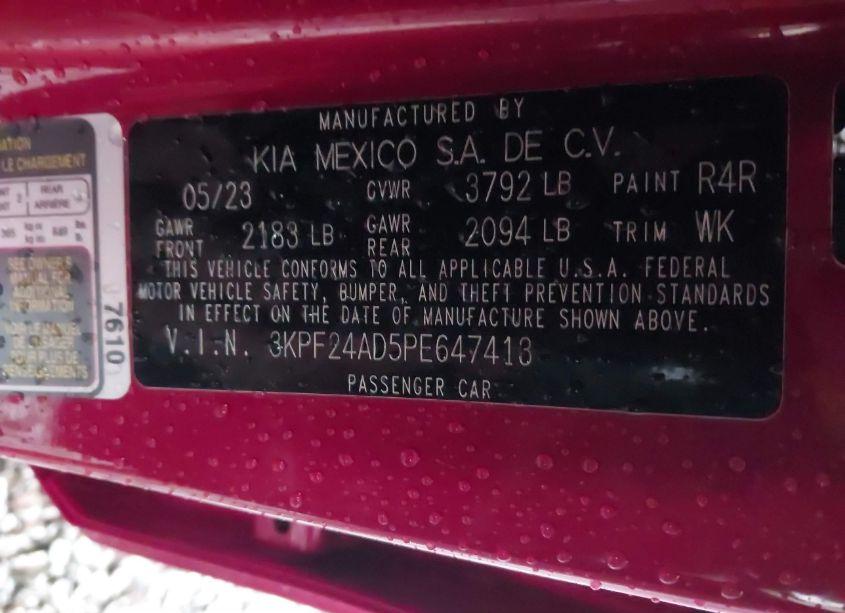 MANUFACTURED BY
KIA MEXICO S.A. DE C.V.
05/23 GVWR 3792 LB PAINT R4R
GAWR FRONT 2183 LB GAWR REAR 2094 LB TRIM WK
THIS VEHICLE CONFORMS TO ALL APPLICABLE U.S.A. FEDERAL
MOTOR VEHICLE SAFETY, BUMPER, AND THEFT PREVENTION STANDARDS
IN EFFECT ON THE DATE OF MANUFACTURE SHOWN ABOVE.
V.I.N. 3KPF24AD5PE647413
PASSENGER CAR
LE CHARGEMENT
2 REAR
ARRIÈRE
7610